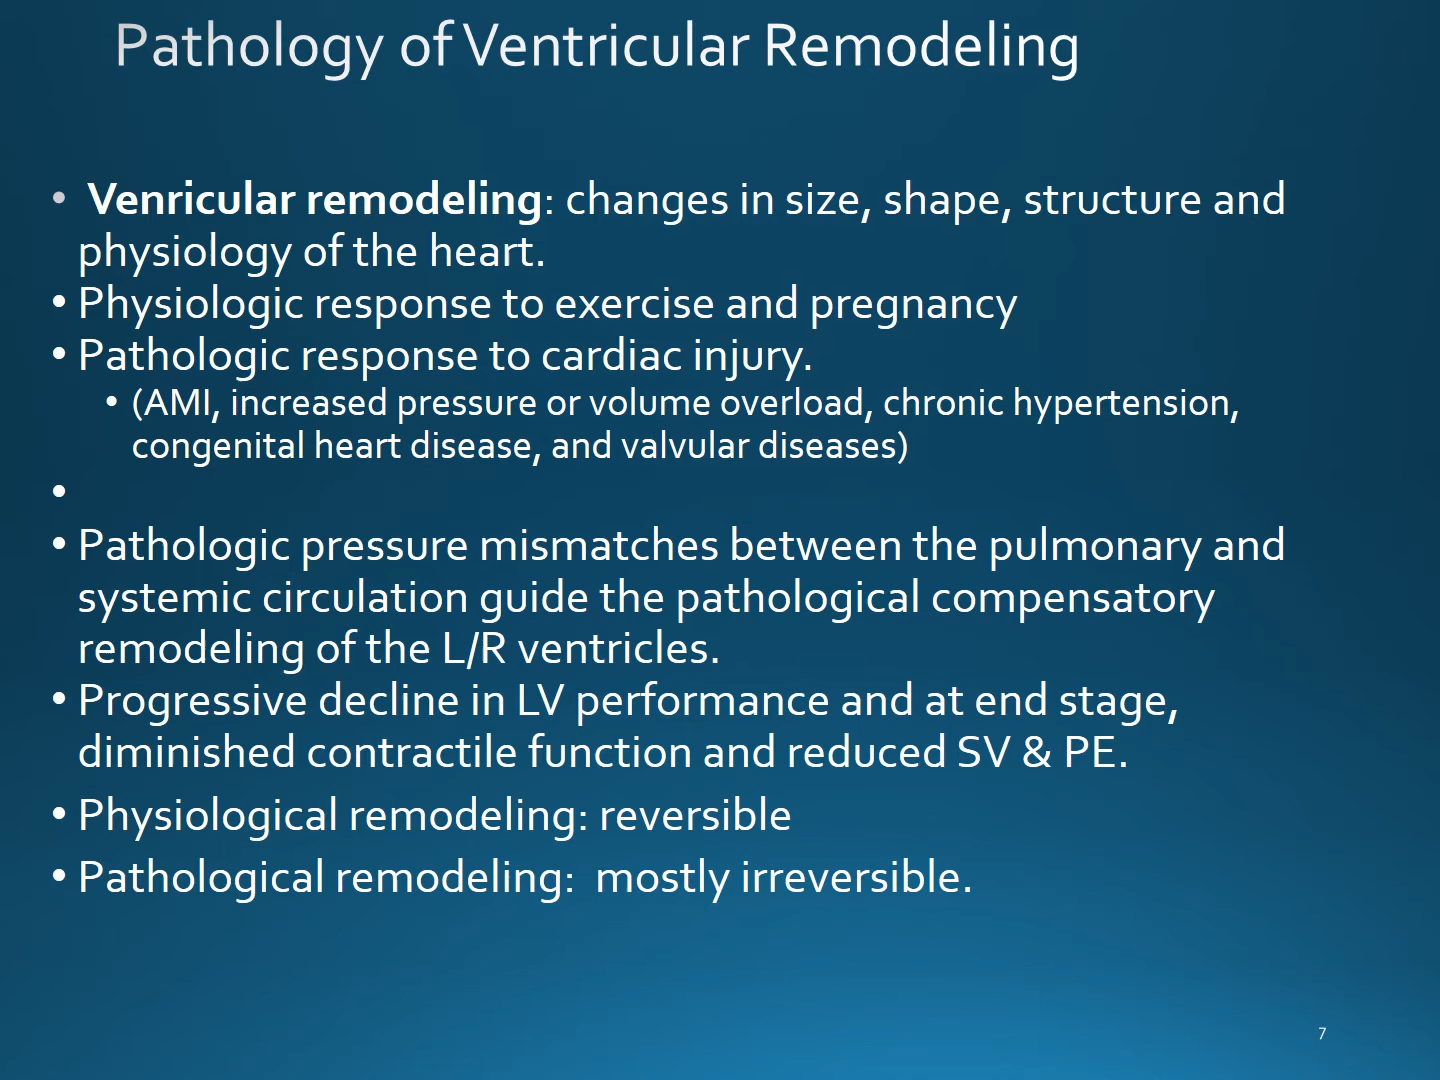 Pathology of Ventricular Remodeling
• Venricular remodeling: changes in size, shape, structure and
physiology of the heart.
• Physiologic response to exercise and pregnancy
• Pathologic response to cardiac injury.
• (AMI, increased pressure or volume overload, chronic hypertension,
congenital heart disease, and valvular diseases)
•
• Pathologic pressure mismatches between the pulmonary and
systemic circulation guide the pathological compensatory
remodeling of the L/R ventricles.
• Progressive decline in LV performance and at end stage,
diminished contractile function and reduced SV & PE.
• Physiological remodeling: reversible
• Pathological remodeling:  mostly irreversible.
7